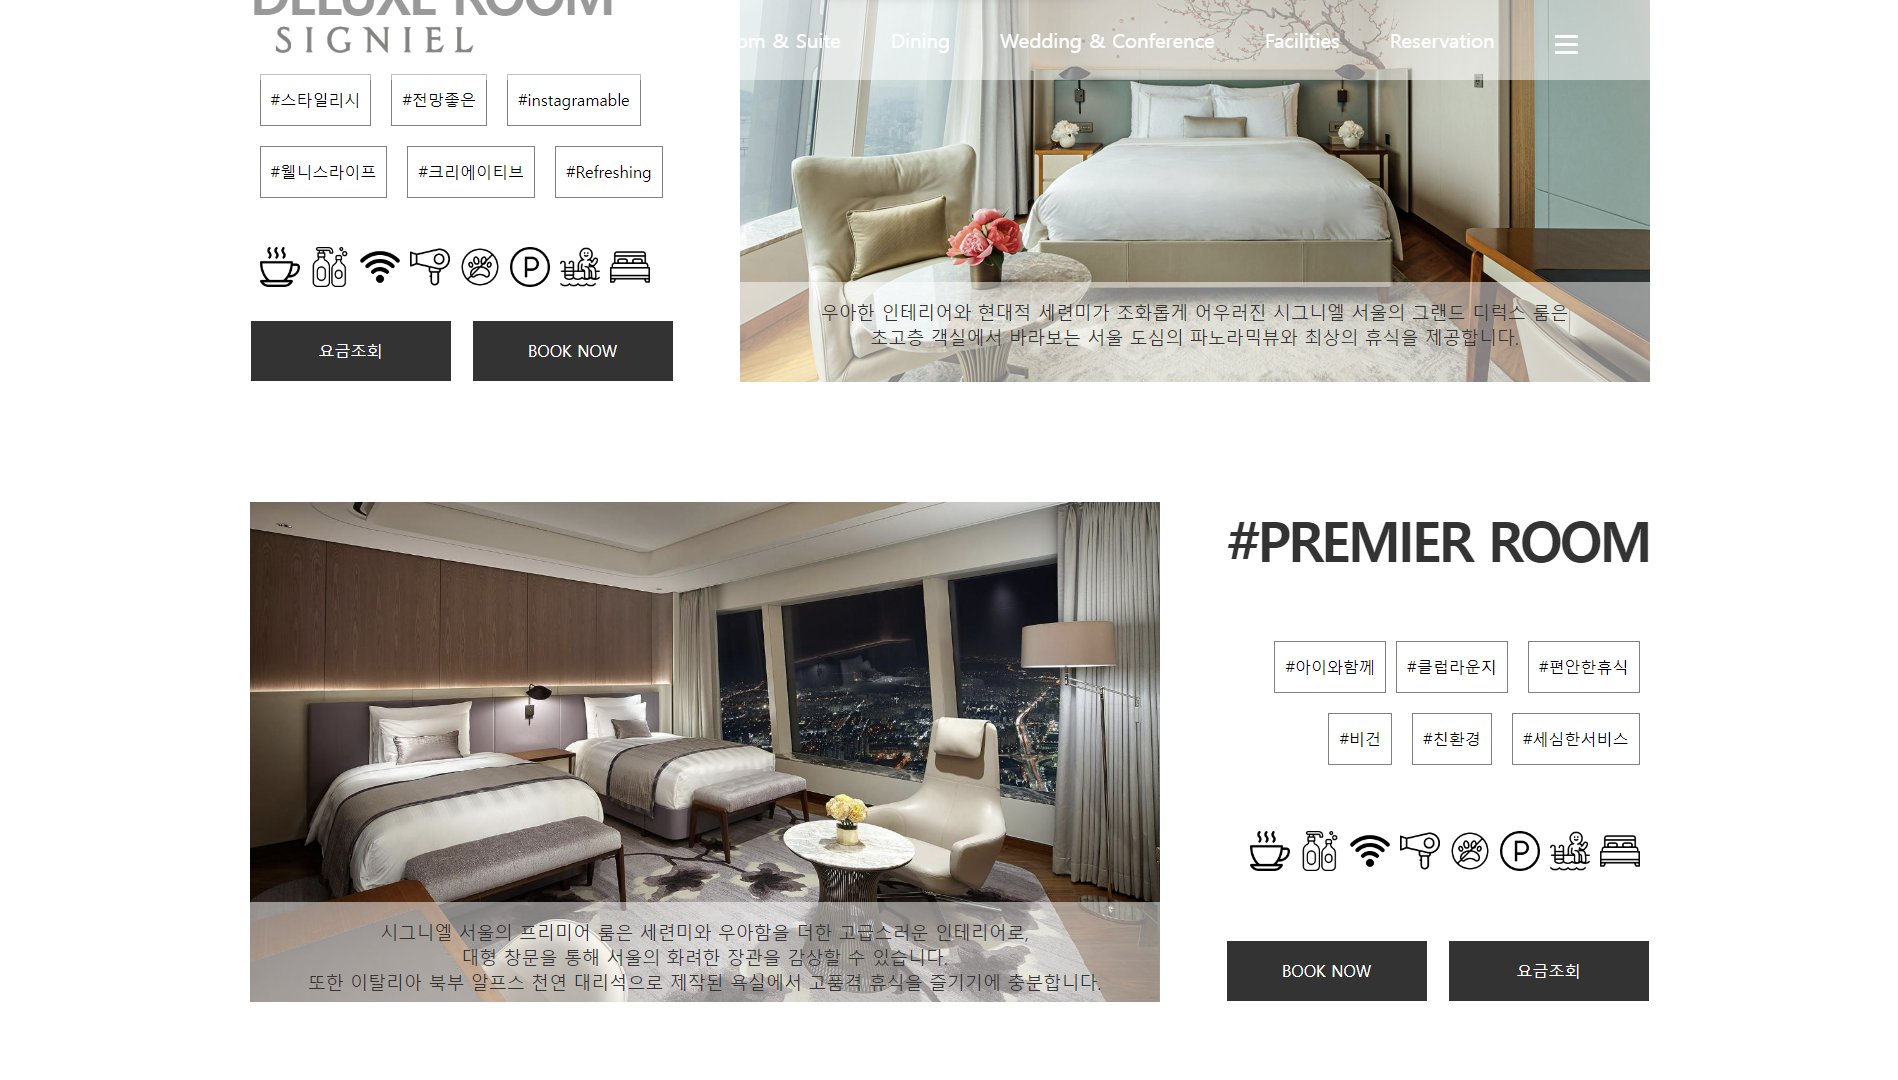 DELUXE ROOM
SIGNIEL
om & Suite
Dining
Wedding & Conference
Facilities
Reservation
#스타일리시
#전망좋은
#instagramable
#웰니스라이프
#크리에이티브
#Refreshing
P
요금조회
BOOK NOW
우아한 인테리어와 현대적 세련미가 조화롭게 어우러진 시그니엘 서울의 그랜드 디럭스 룸은
초고층 객실에서 바라보는 서울 도심의 파노라믹뷰와 최상의 휴식을 제공합니다.
#PREMIER ROOM
#아이와함께
#클럽라운지
#편안한휴식
#비건
#친환경
#세심한서비스
P
시그니엘 서울의 프리미어 룸은 세련미와 우아함을 더한 고급스러운 인테리어로,
대형 창문을 통해 서울의 화려한 장관을 감상할 수 있습니다.
또한 이탈리아 북부 알프스 천연 대리석으로 제작된 욕실에서 고품격 휴식을 즐기기에 충분합니다.
BOOK NOW
요금조회